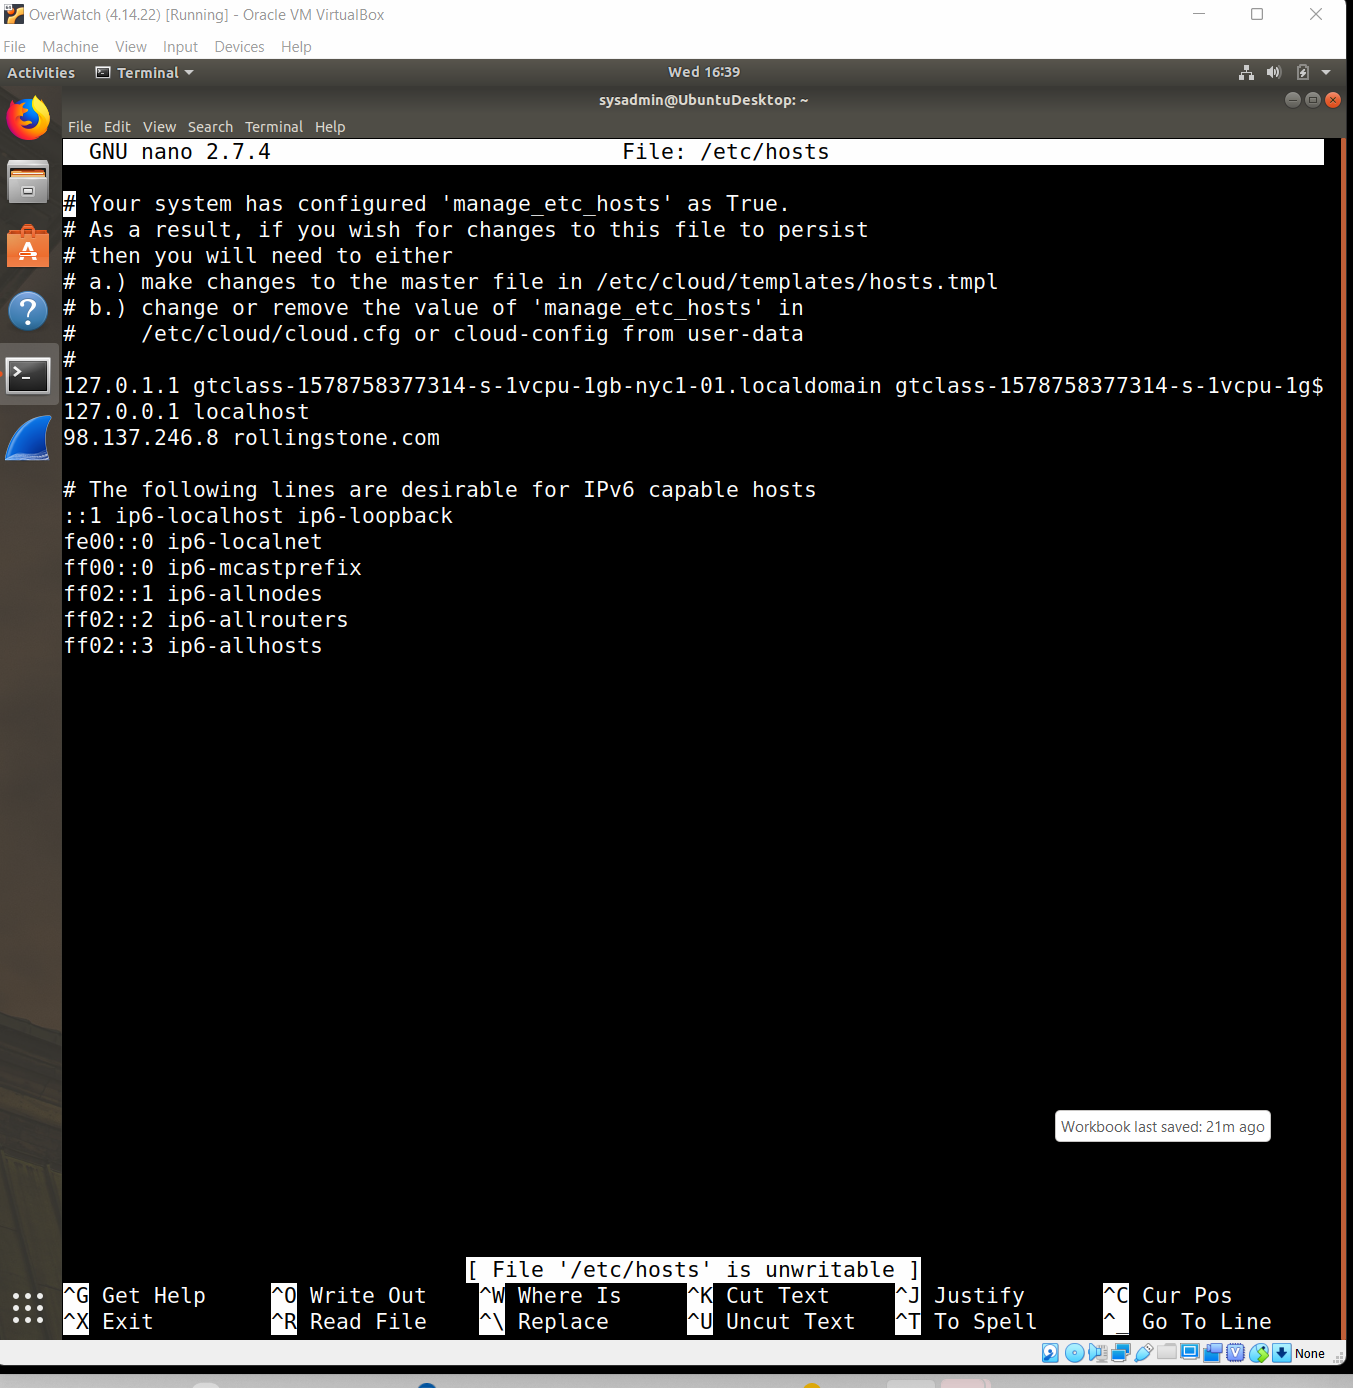 OverWatch (4.14.22) [Running] - Oracle VM VirtualBox
File Machine View Input Devices Help
Activities Terminal Wed 16:39
sysadmin@UbuntuDesktop: ~
File Edit View Search Terminal Help
GNU nano 2.7.4 File: /etc/hosts
# Your system has configured 'manage_etc_hosts' as True.
# As a result, if you wish for changes to this file to persist
# then you will need to either
# a.) make changes to the master file in /etc/cloud/templates/hosts.tmpl
# b.) change or remove the value of 'manage_etc_hosts' in
#     /etc/cloud/cloud.cfg or cloud-config from user-data
#
127.0.1.1 gtclass-1578758377314-s-1vcpu-1gb-nyc1-01.localdomain gtclass-1578758377314-s-1vcpu-1g$
127.0.0.1 localhost
98.137.246.8 rollingstone.com
# The following lines are desirable for IPv6 capable hosts
::1 ip6-localhost ip6-loopback
fe00::0 ip6-localnet
ff00::0 ip6-mcastprefix
ff02::1 ip6-allnodes
ff02::2 ip6-allrouters
ff02::3 ip6-allhosts
Workbook last saved: 21m ago
[ File '/etc/hosts' is unwritable ]
^G Get Help ^O Write Out ^W Where Is ^K Cut Text ^J Justify ^C Cur Pos
^X Exit ^R Read File ^\ Replace ^U Uncut Text ^T To Spell ^_ Go To Line
None